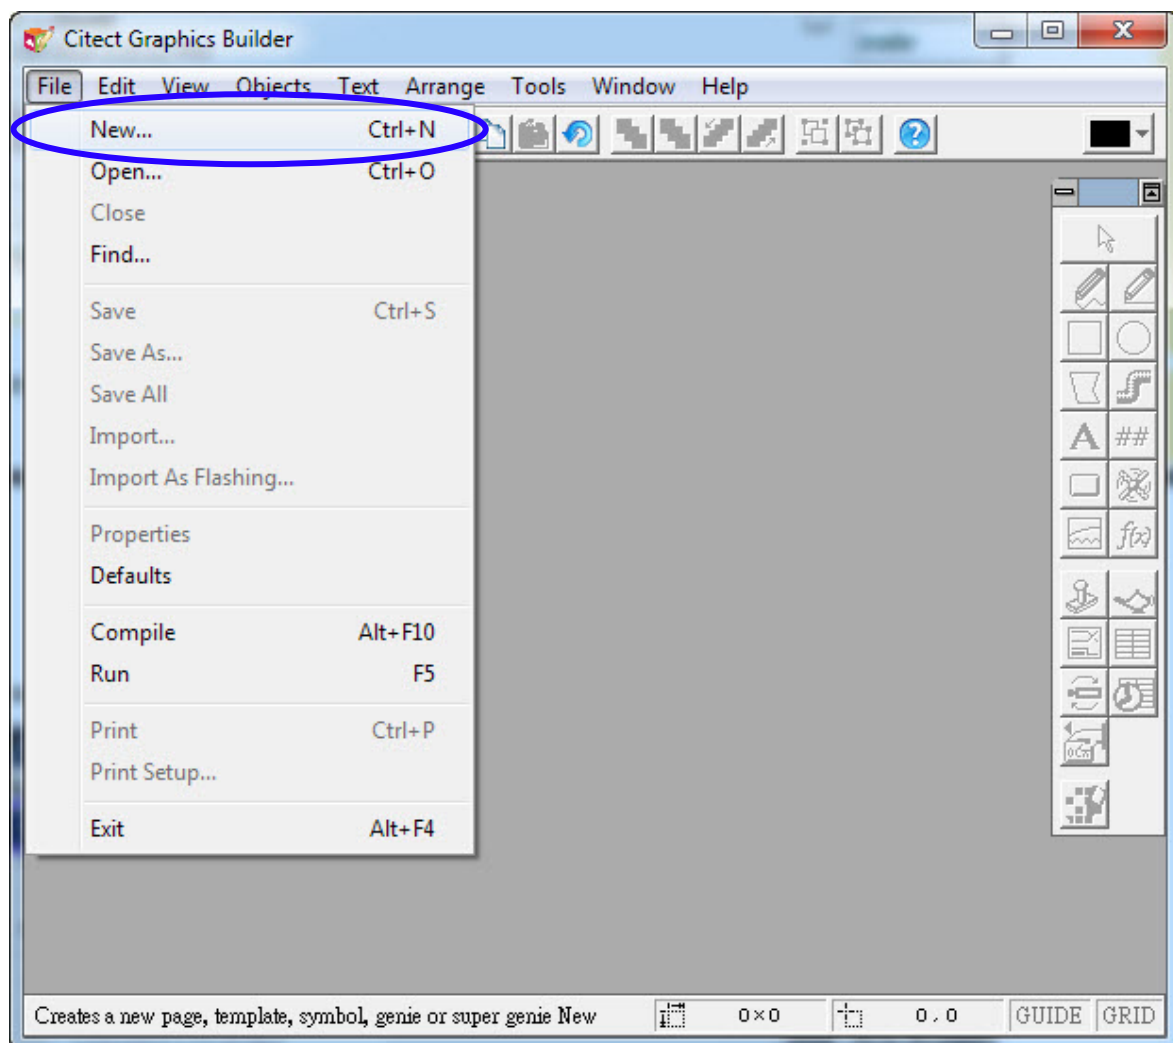 Citect Graphics Builder
File Edit View Objects Text Arrange Tools Window Help
New... Ctrl+N
Open... Ctrl+O
Close
Find...
Save Ctrl+S
Save As...
Save All
Import...
Import As Flashing...
Properties
Defaults
Compile Alt+F10
Run F5
Print Ctrl+P
Print Setup...
Exit Alt+F4
A ##
f(x)
Creates a new page, template, symbol, genie or super genie New 0×0 0,0 GUIDE GRID